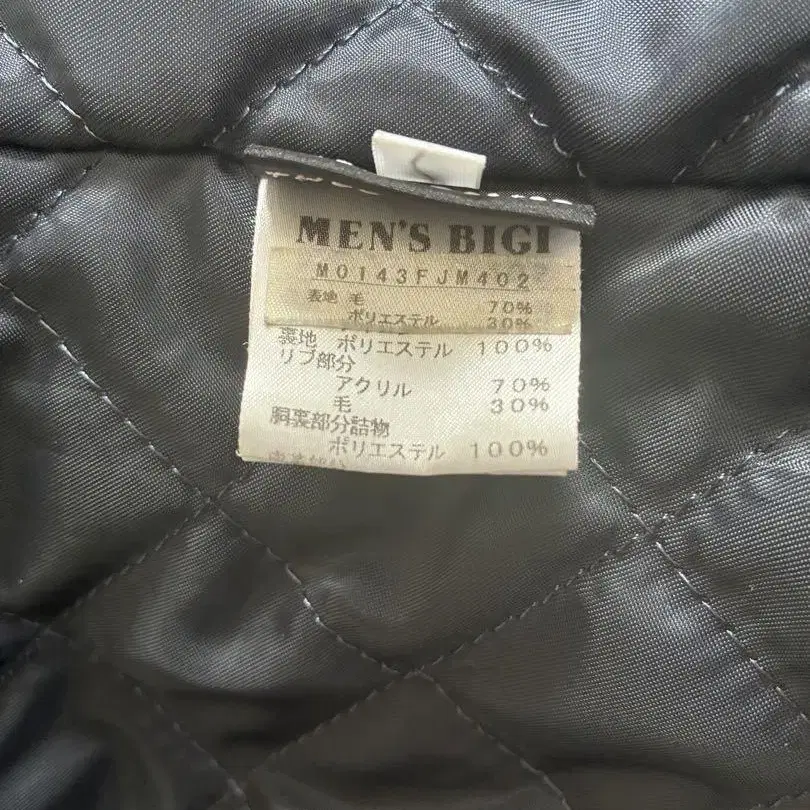 MEN'S BIGI
M0143FJM402
表地 毛 70%
ポリエステル 30%
裏地 ポリエステル 100%
リブ部分
アクリル 70%
毛 30%
胴裏部分詰物
ポリエステル 100%